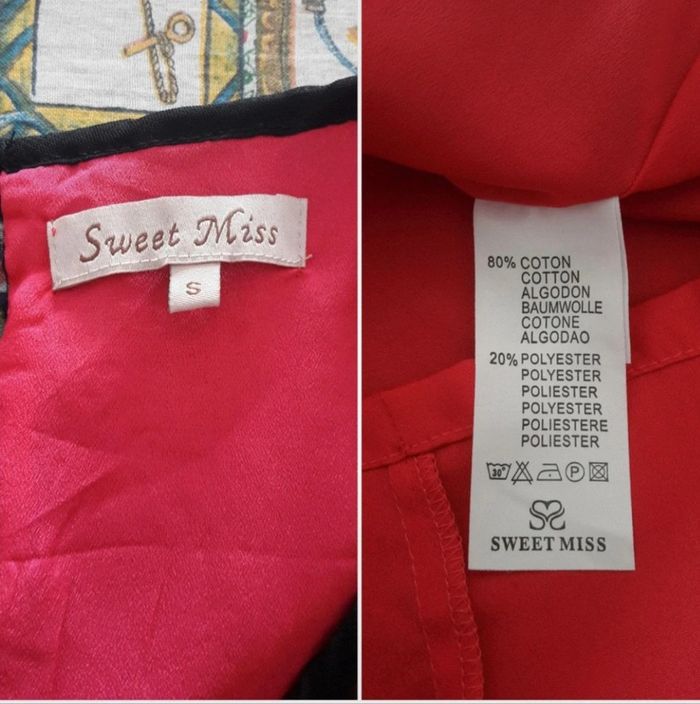 Sweet Miss
S
80% COTON
COTTON
ALGODON
BAUMWOLLE
COTONE
ALGODAO
20% POLYESTER
POLYESTER
POLIESTER
POLYESTER
POLIESTERE
POLIESTER
30°
P
SWEET MISS